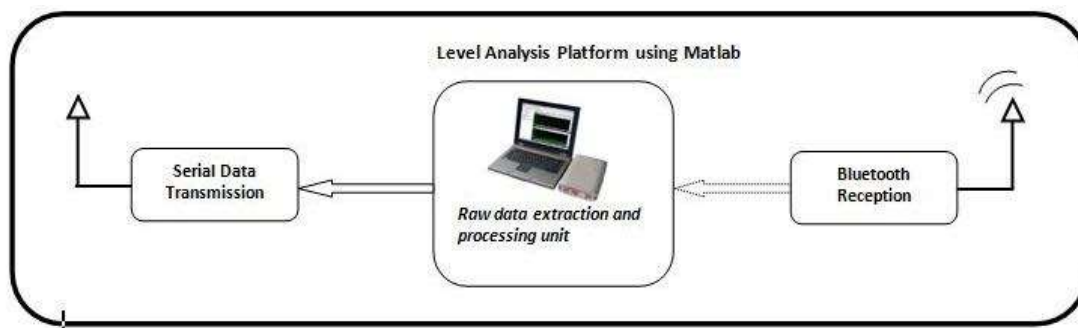 Level Analysis Platform using Matlab
Serial Data
Transmission
Raw data extraction and
processing unit
Bluetooth
Reception